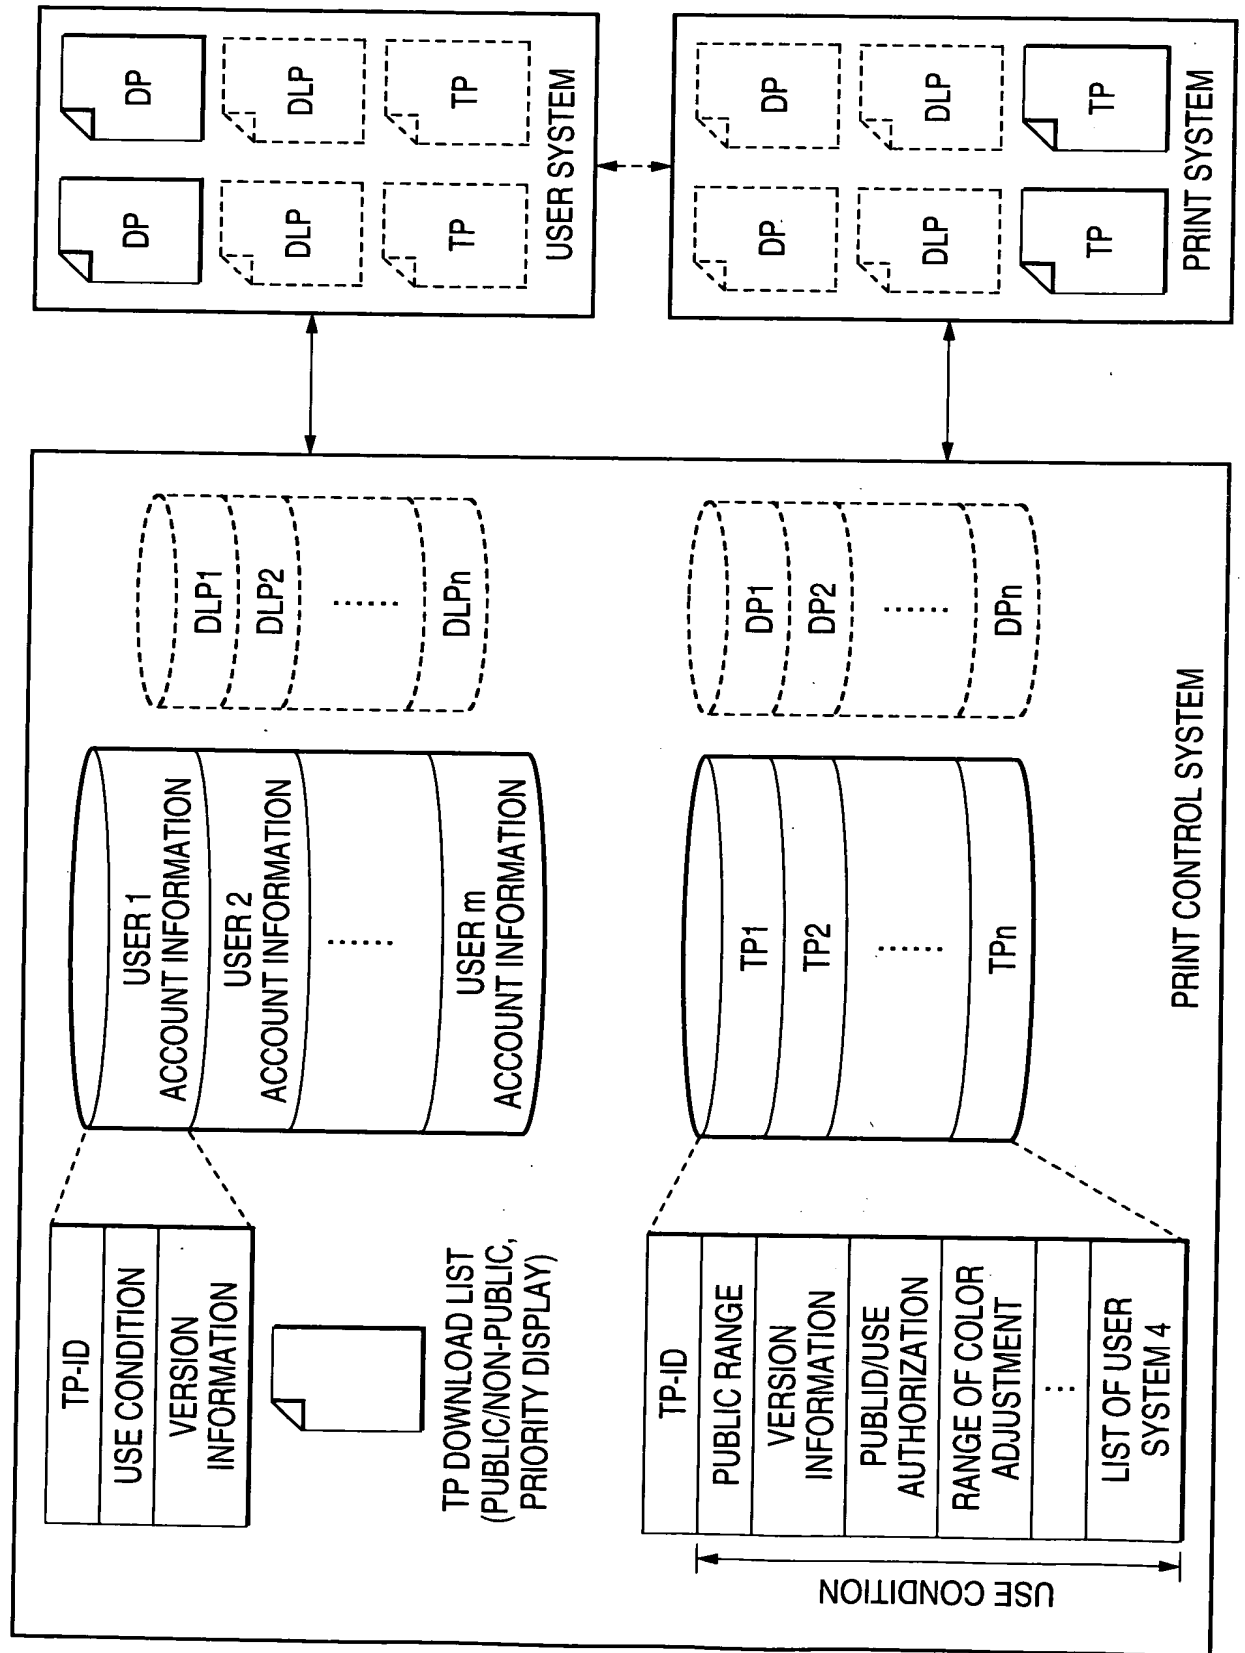 TP-ID
USE CONDITION
VERSION
INFORMATION
TP DOWNLOAD LIST
(PUBLIC/NON-PUBLIC,
PRIORITY DISPLAY)
USER 1
ACCOUNT INFORMATION
USER 2
ACCOUNT INFORMATION
.......
USER m
ACCOUNT INFORMATION
DLP1
DLP2
.......
DLPn
USE CONDITION
TP-ID
PUBLIC RANGE
VERSION
INFORMATION
PUBLID/USE
AUTHORIZATION
RANGE OF COLOR
ADJUSTMENT
...
LIST OF USER
SYSTEM 4
TP1
TP2
.......
TPn
DP1
DP2
.......
DPn
PRINT CONTROL SYSTEM
DP
DP
DLP
DLP
TP
TP
USER SYSTEM
DP
DP
DLP
DLP
TP
TP
PRINT SYSTEM